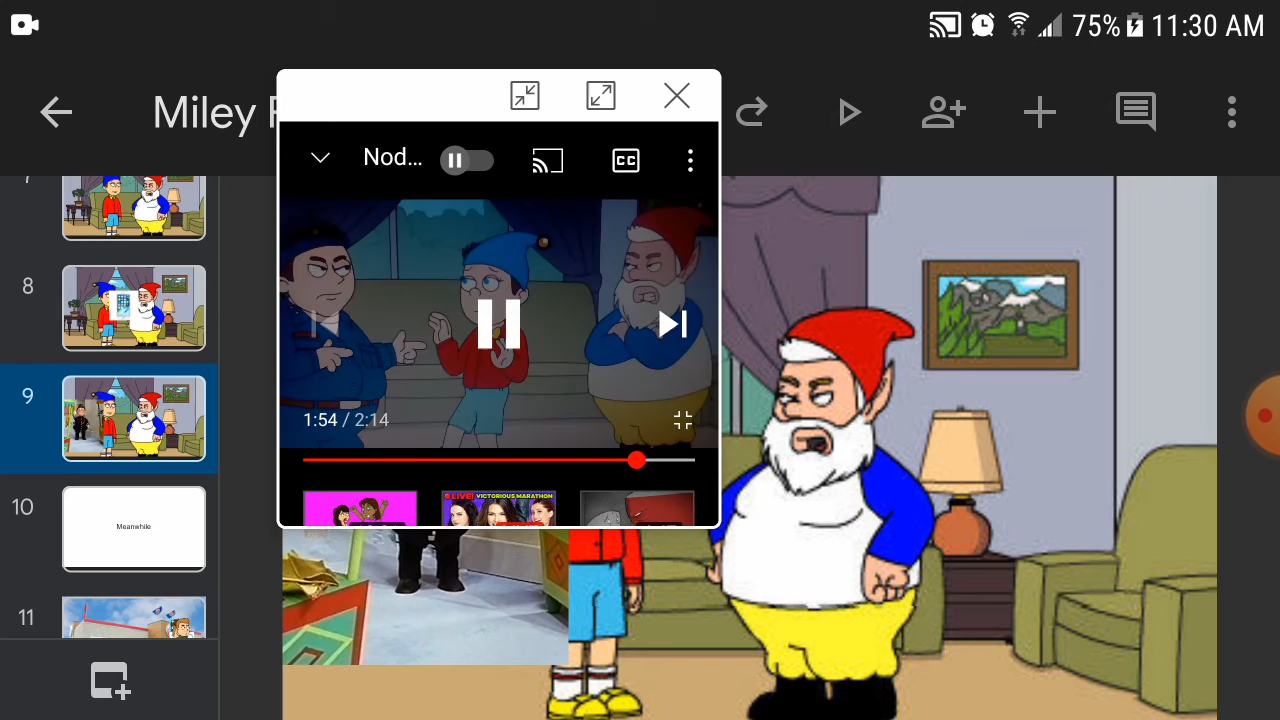 75% 11:30 AM
Miley
Nod...
CC
7
8
9
10
11
1:54 / 2:14
LIVE! VICTORIOUS MARATHON
Meanwhile